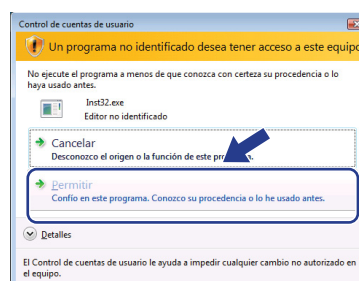 Control de cuentas de usuario
Un programa no identificado desea tener acceso a este equipo
No ejecute el programa a menos de que conozca con certeza su procedencia o lo
haya usado antes.
Inst32.exe
Editor no identificado
Cancelar
Desconozco el origen o la función de este
Permitir
Confío en este programa. Conozco su procedencia o lo he usado antes.
Detalles
El Control de cuentas de usuario le ayuda a impedir cualquier cambio no autorizado en
el equipo.